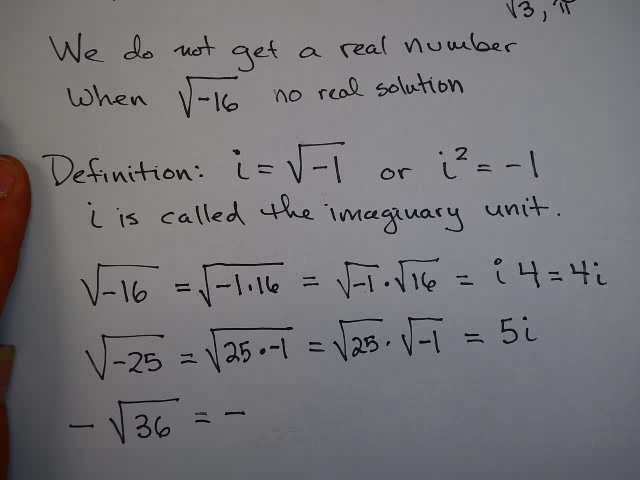 √3, π
We do not get a real number
when √-16 no real solution
Definition: i = √-1 or i² = -1
i is called the imaginary unit.
√-16 = √-1·16 = √-1·√16 = i 4 = 4i
√-25 = √25·-1 = √25·√-1 = 5i
-√36 = -